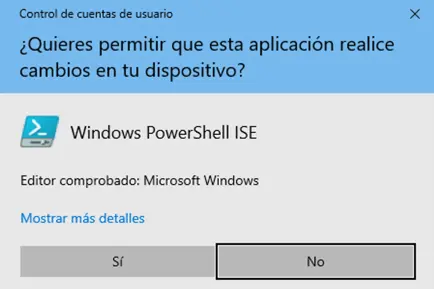 Control de cuentas de usuario
¿Quieres permitir que esta aplicación realice
cambios en tu dispositivo?
Windows PowerShell ISE
Editor comprobado: Microsoft Windows
Mostrar más detalles
Sí
No